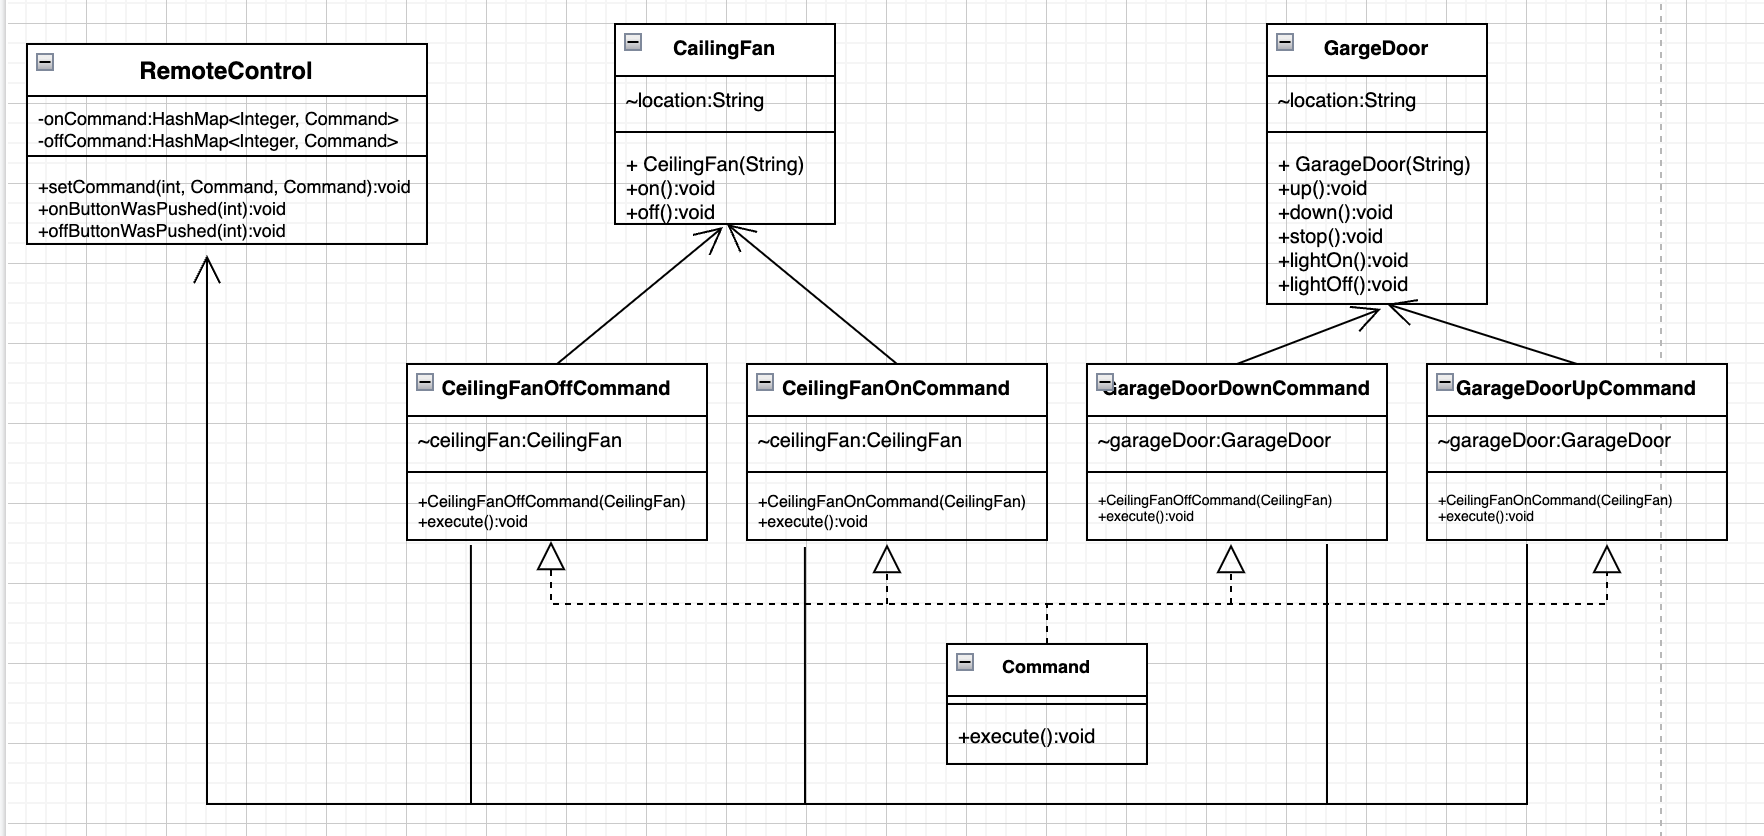 RemoteControl
-onCommand:HashMap<Integer, Command>
-offCommand:HashMap<Integer, Command>
+setCommand(int, Command, Command):void
+onButtonWasPushed(int):void
+offButtonWasPushed(int):void
CailingFan
~location:String
+ CeilingFan(String)
+on():void
+off():void
GargeDoor
~location:String
+ GarageDoor(String)
+up():void
+down():void
+stop():void
+lightOn():void
+lightOff():void
CeilingFanOffCommand
~ceilingFan:CeilingFan
+CeilingFanOffCommand(CeilingFan)
+execute():void
CeilingFanOnCommand
~ceilingFan:CeilingFan
+CeilingFanOnCommand(CeilingFan)
+execute():void
GarageDoorDownCommand
~garageDoor:GarageDoor
+CeilingFanOffCommand(CeilingFan)
+execute():void
GarageDoorUpCommand
~garageDoor:GarageDoor
+CeilingFanOnCommand(CeilingFan)
+execute():void
Command
+execute():void